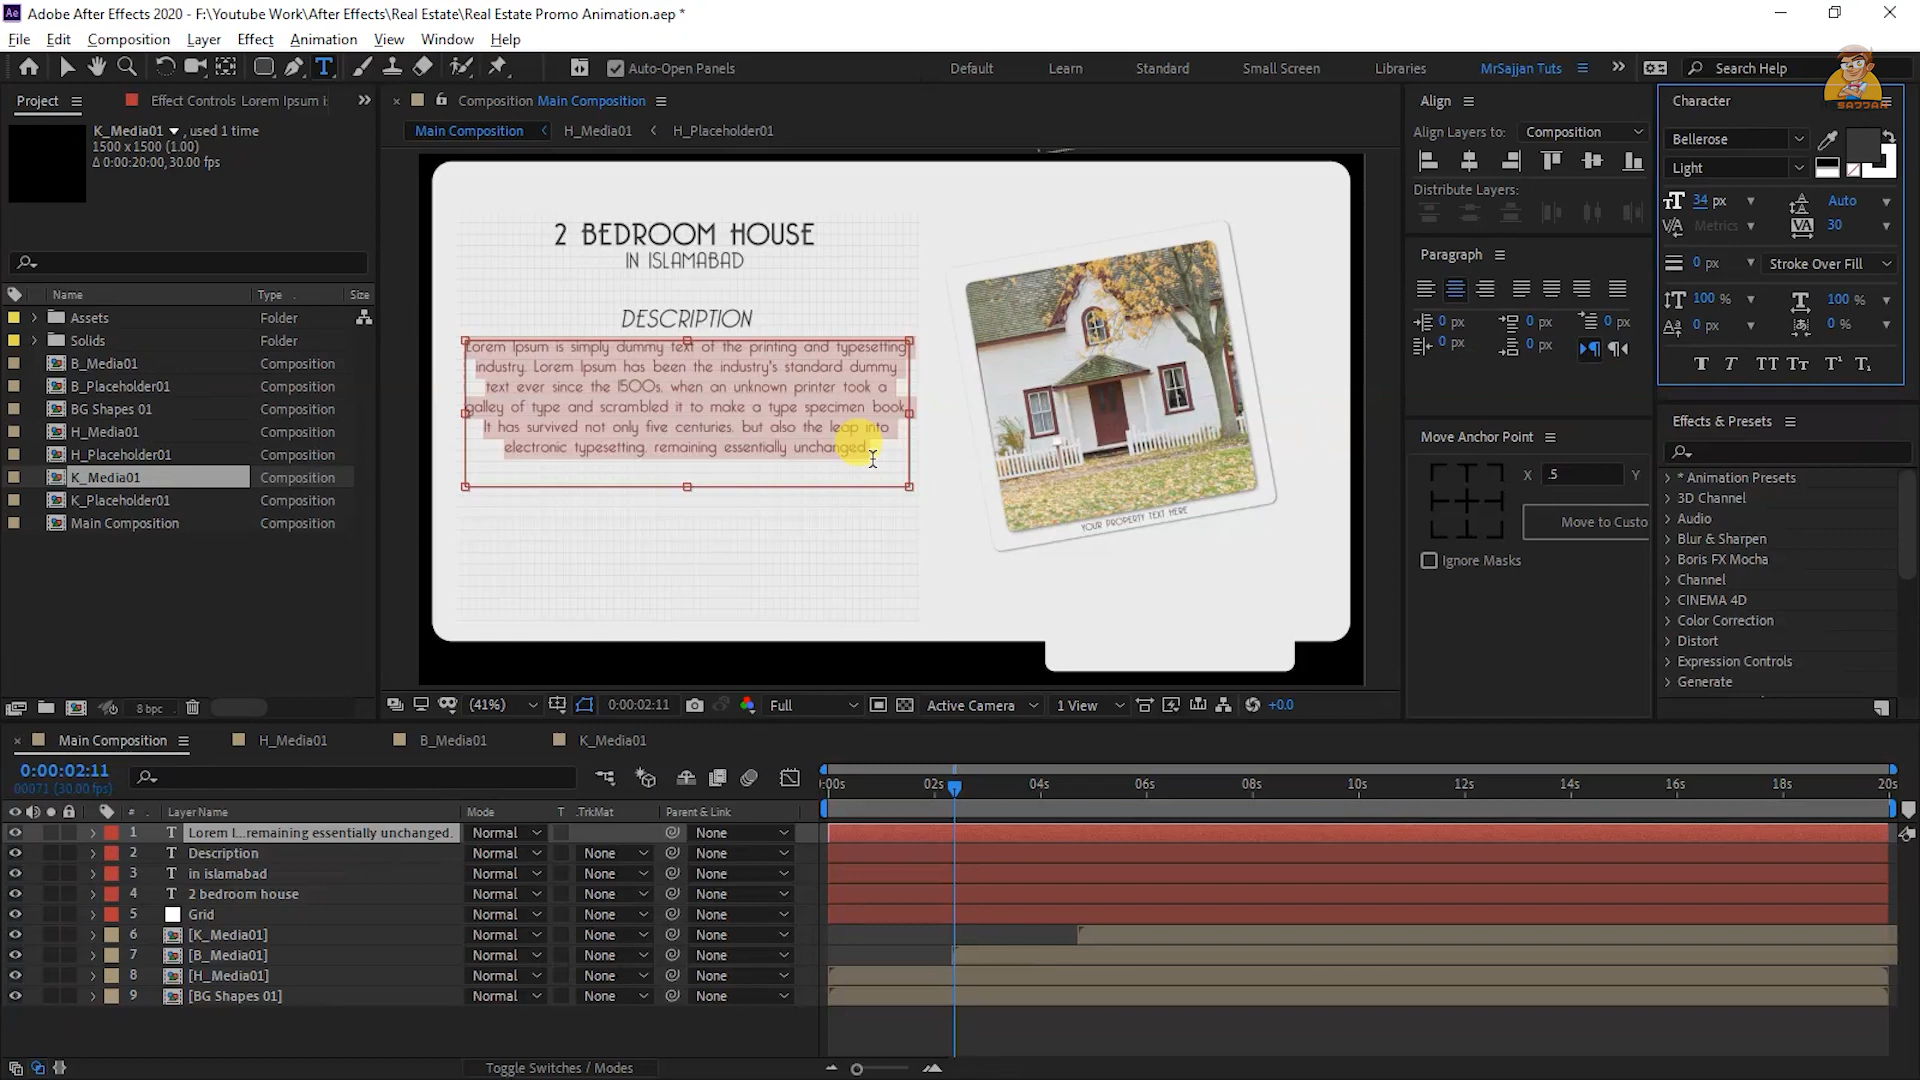 Ae Adobe After Effects 2020 - F:\Youtube Work\After Effects\Real Estate\Real Estate Promo Animation.aep *
File Edit Composition Layer Effect Animation View Window Help
Auto-Open Panels Default Learn Standard Small Screen Libraries MrSajjan Tuts Search Help
SAJJAN
Project Effect Controls Lorem Ipsum i
K_Media01 , used 1 time
1500 x 1500 (1.00)
Δ 0:00:20:00, 30.00 fps
Name Type Size
Assets Folder
Solids Folder
B_Media01 Composition
B_Placeholder01 Composition
BG Shapes 01 Composition
H_Media01 Composition
H_Placeholder01 Composition
K_Media01 Composition
K_Placeholder01 Composition
Main Composition Composition
8 bpc
Composition Main Composition
Main Composition H_Media01 H_Placeholder01
2 BEDROOM HOUSE
IN ISLAMABAD
DESCRIPTION
Lorem Ipsum is simply dummy text of the printing and typesetting
industry. Lorem Ipsum has been the industry's standard dummy
text ever since the 1500s, when an unknown printer took a
galley of type and scrambled it to make a type specimen book.
It has survived not only five centuries, but also the leap into
electronic typesetting, remaining essentially unchanged.
YOUR PROPERTY TEXT HERE
(41%) 0:00:02:11 Full Active Camera 1 View +0.0
Align
Align Layers to: Composition
Distribute Layers:
Paragraph
0 px 0 px 0 px
0 px 0 px
Move Anchor Point
X .5 Y
Move to Custo
Ignore Masks
Character
Bellerose
Light
34 px Auto
Metrics 30
0 px Stroke Over Fill
100 % 100 %
0 px 0 %
T T TT Tt T¹ T₁
Effects & Presets
* Animation Presets
3D Channel
Audio
Blur & Sharpen
Boris FX Mocha
Channel
CINEMA 4D
Color Correction
Distort
Expression Controls
Generate
Main Composition H_Media01 B_Media01 K_Media01
0:00:02:11
00071 (30.00 fps)
:00s 02s 04s 06s 08s 10s 12s 14s 16s 18s 20s
# Layer Name Mode T .TrkMat Parent & Link
1 T Lorem I...remaining essentially unchanged. Normal None
2 T Description Normal None None
3 T in islamabad Normal None None
4 T 2 bedroom house Normal None None
5 Grid Normal None None
6 [K_Media01] Normal None None
7 [B_Media01] Normal None None
8 [H_Media01] Normal None None
9 [BG Shapes 01] Normal None None
Toggle Switches / Modes